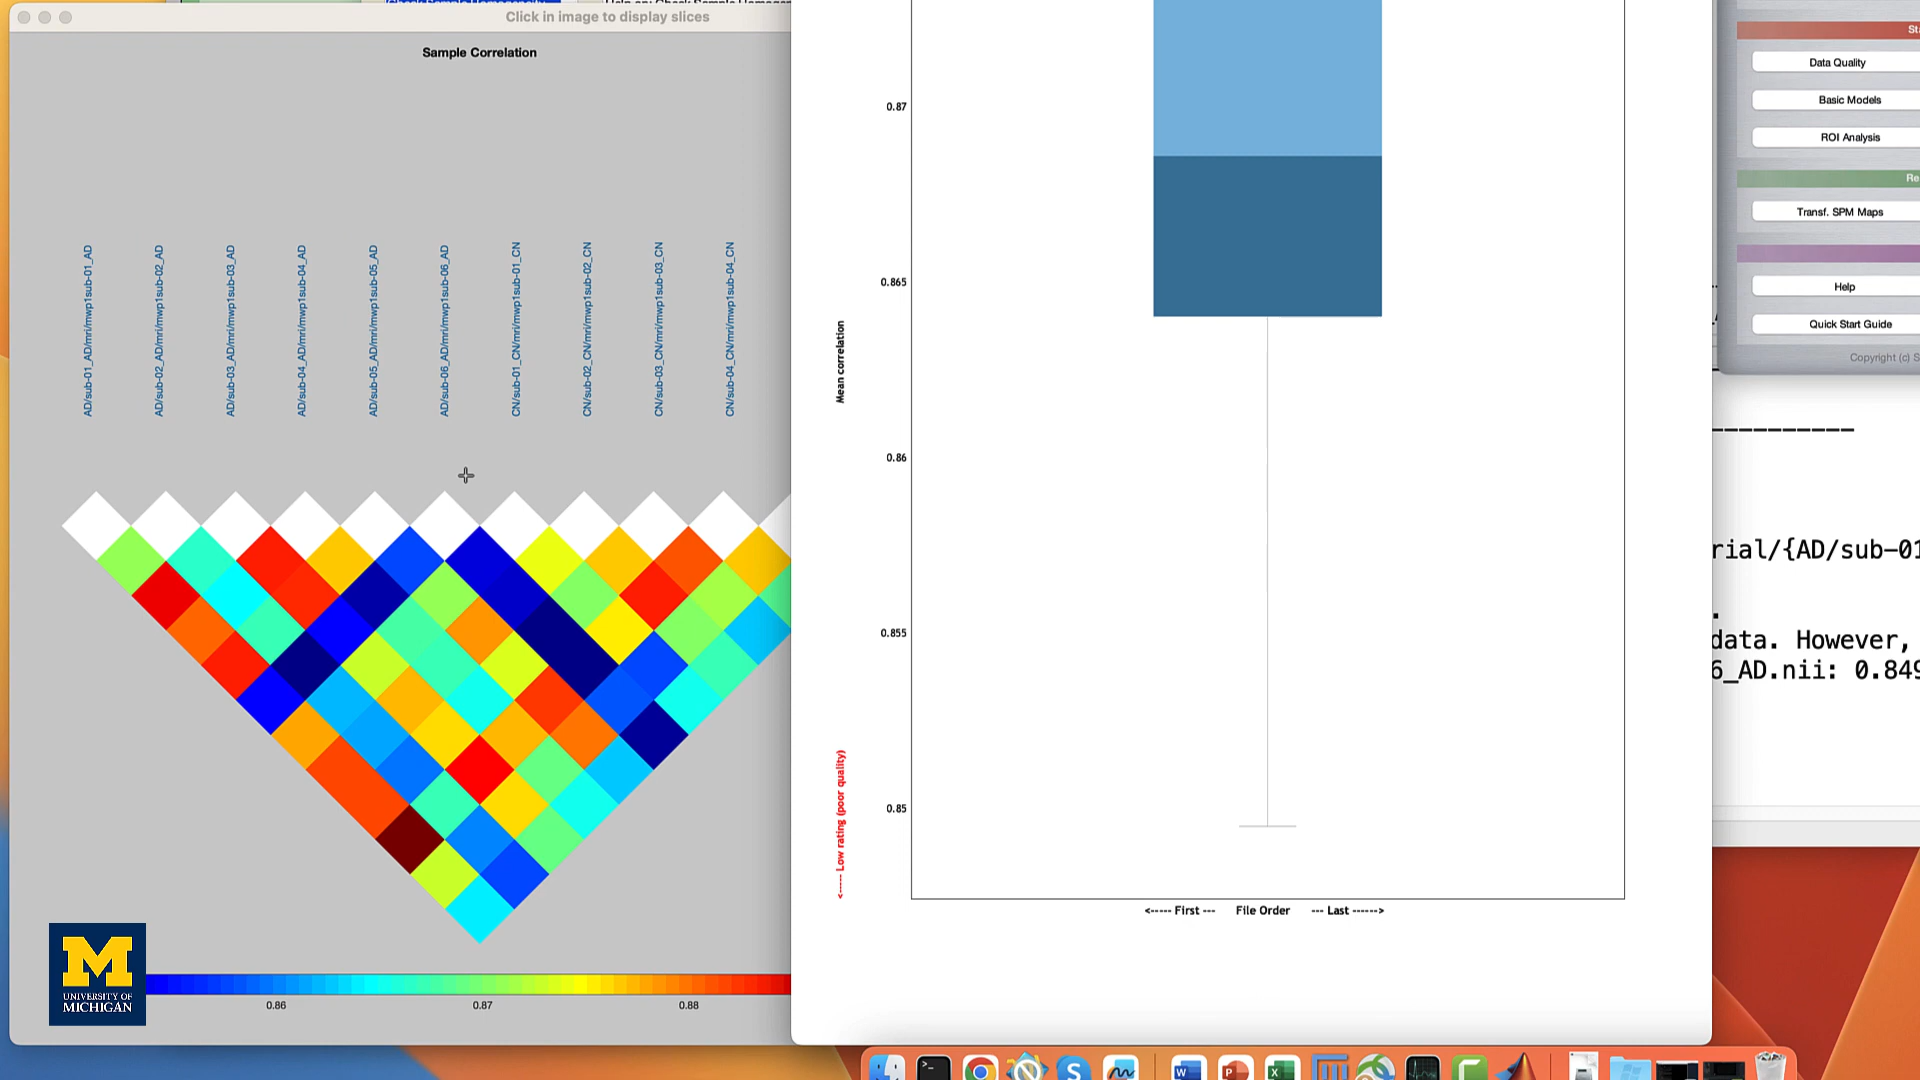 Click in image to display slices
Sample Correlation
AD/sub-01_AD/mri/mwp1sub-01_AD
AD/sub-02_AD/mri/mwp1sub-02_AD
AD/sub-03_AD/mri/mwp1sub-03_AD
AD/sub-04_AD/mri/mwp1sub-04_AD
AD/sub-05_AD/mri/mwp1sub-05_AD
AD/sub-06_AD/mri/mwp1sub-06_AD
CN/sub-01_CN/mri/mwp1sub-01_CN
CN/sub-02_CN/mri/mwp1sub-02_CN
CN/sub-03_CN/mri/mwp1sub-03_CN
CN/sub-04_CN/mri/mwp1sub-04_CN
0.86
0.87
0.88
UNIVERSITY OF
MICHIGAN
0.87
0.865
0.86
0.855
0.85
Mean correlation
<----- Low rating (poor quality)
<----- First --- File Order --- Last ------>
Data Quality
Basic Models
ROI Analysis
Transf. SPM Maps
Help
Quick Start Guide
Copyright (c) S
rial/{AD/sub-01
.
data. However,
6_AD.nii: 0.849